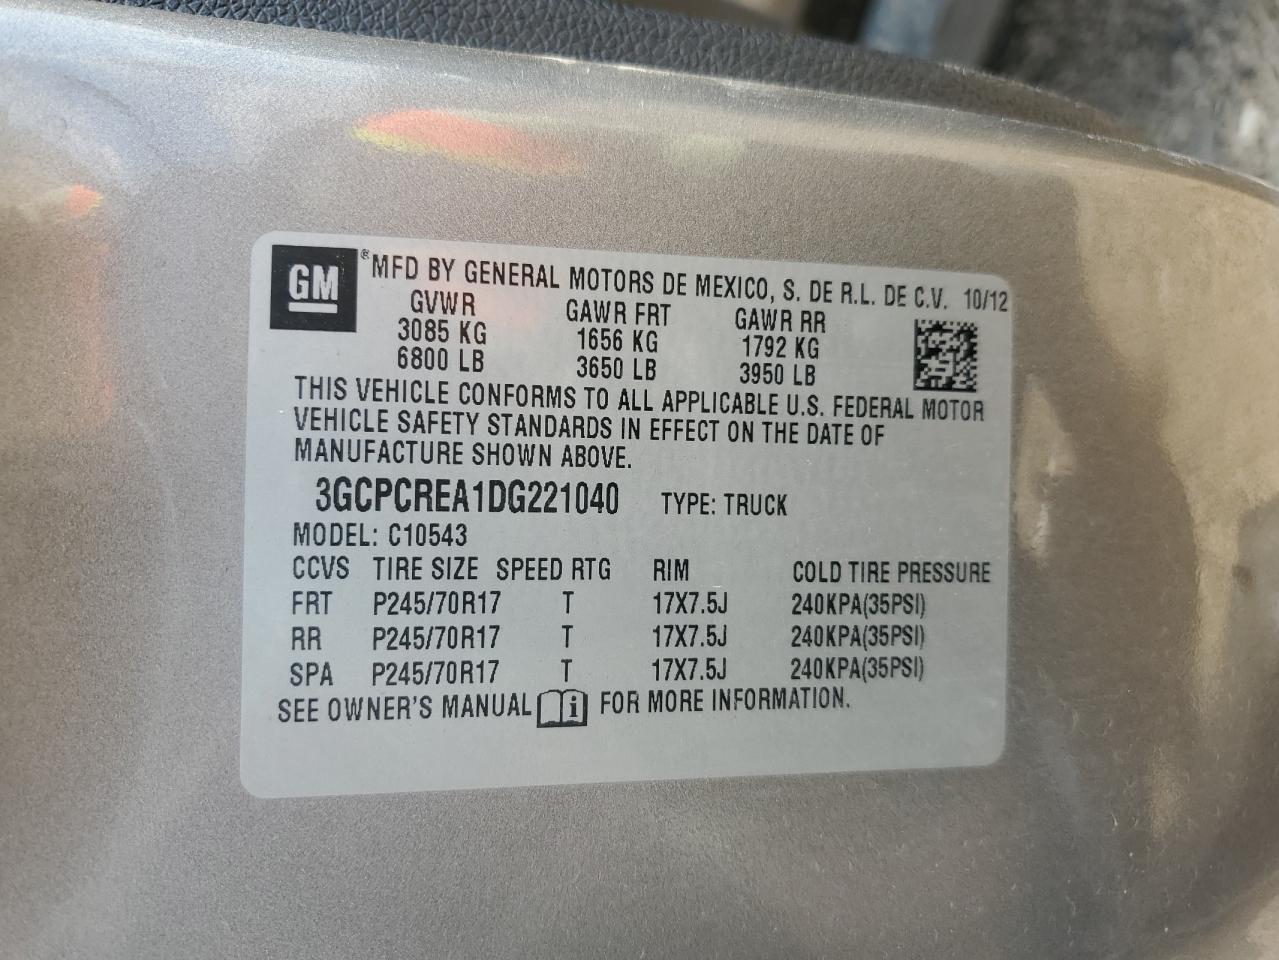 GM ® MFD BY GENERAL MOTORS DE MEXICO, S. DE R.L. DE C.V. 10/12
GVWR GAWR FRT GAWR RR
3085 KG 1656 KG 1792 KG
6800 LB 3650 LB 3950 LB
THIS VEHICLE CONFORMS TO ALL APPLICABLE U.S. FEDERAL MOTOR
VEHICLE SAFETY STANDARDS IN EFFECT ON THE DATE OF
MANUFACTURE SHOWN ABOVE.
3GCPCREA1DG221040 TYPE: TRUCK
MODEL: C10543
CCVS TIRE SIZE SPEED RTG RIM COLD TIRE PRESSURE
FRT P245/70R17 T 17X7.5J 240KPA(35PSI)
RR P245/70R17 T 17X7.5J 240KPA(35PSI)
SPA P245/70R17 T 17X7.5J 240KPA(35PSI)
SEE OWNER'S MANUAL i FOR MORE INFORMATION.